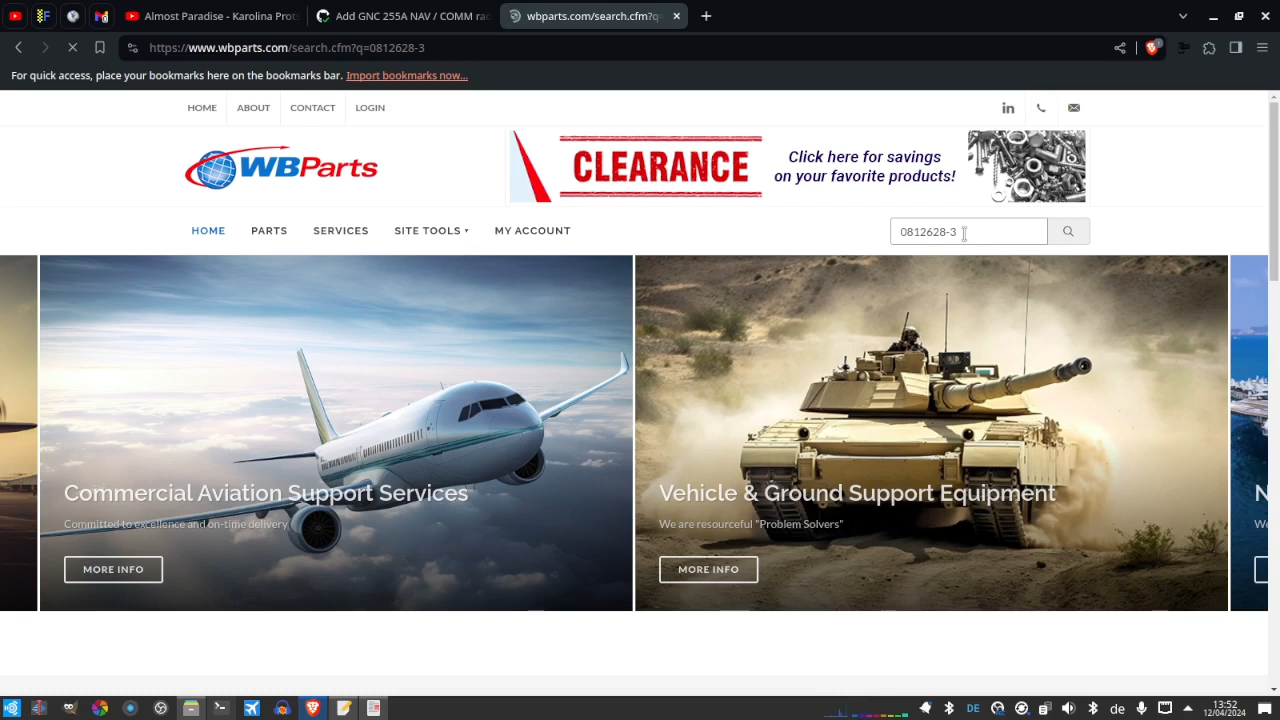 Almost Paradise - Karolina Prot
Add GNC 255A NAV / COMM ra
wbparts.com/search.cfm?q=
https://www.wbparts.com/search.cfm?q=0812628-3
For quick access, place your bookmarks here on the bookmarks bar. Import bookmarks now...
HOME ABOUT CONTACT LOGIN
in
WBParts
CLEARANCE
Click here for savings
on your favorite products!
HOME PARTS SERVICES SITE TOOLS MY ACCOUNT
0812628-3
Commercial Aviation Support Services
Committed to excellence and on-time delivery
MORE INFO
Vehicle & Ground Support Equipment
We are resourceful "Problem Solvers"
MORE INFO
N
We
DE
de
13:52
12/04/2024